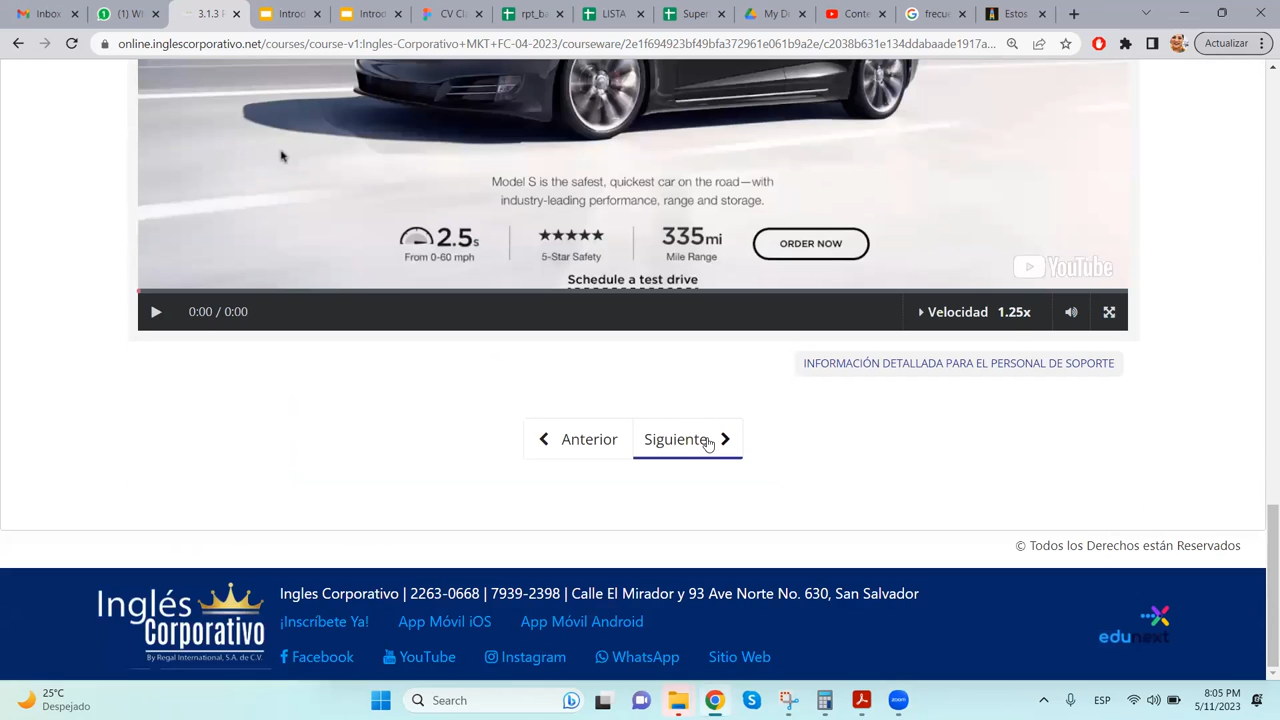 (1) Wh
3.1.3 P
Introd
Introd
CV Cl
rpt_ba
LISTA
Super
My Dr
Conte
frecue
Estos
online.inglescorporativo.net/courses/course-v1:Ingles-Corporativo+MKT+FC-04-2023/courseware/2e1f694923bf49bfa372961e061b9a2e/c2038b631e134ddabaade1917a...
Actualizar
Model S is the safest, quickest car on the road—with
industry-leading performance, range and storage.
2.5s
From 0-60 mph
★★★★★
5-Star Safety
335mi
Mile Range
ORDER NOW
Schedule a test drive
YouTube
0:00 / 0:00
Velocidad 1.25x
INFORMACIÓN DETALLADA PARA EL PERSONAL DE SOPORTE
Anterior
Siguiente
© Todos los Derechos están Reservados
Inglés
Corporativo
By Regal International, S.A. de C.V.
Ingles Corporativo | 2263-0668 | 7939-2398 | Calle El Mirador y 93 Ave Norte No. 630, San Salvador
¡Inscríbete Ya! App Móvil iOS App Móvil Android
Facebook YouTube Instagram WhatsApp Sitio Web
edunext
25°C
Despejado
Search
zoom
ESP
8:05 PM
5/11/2023